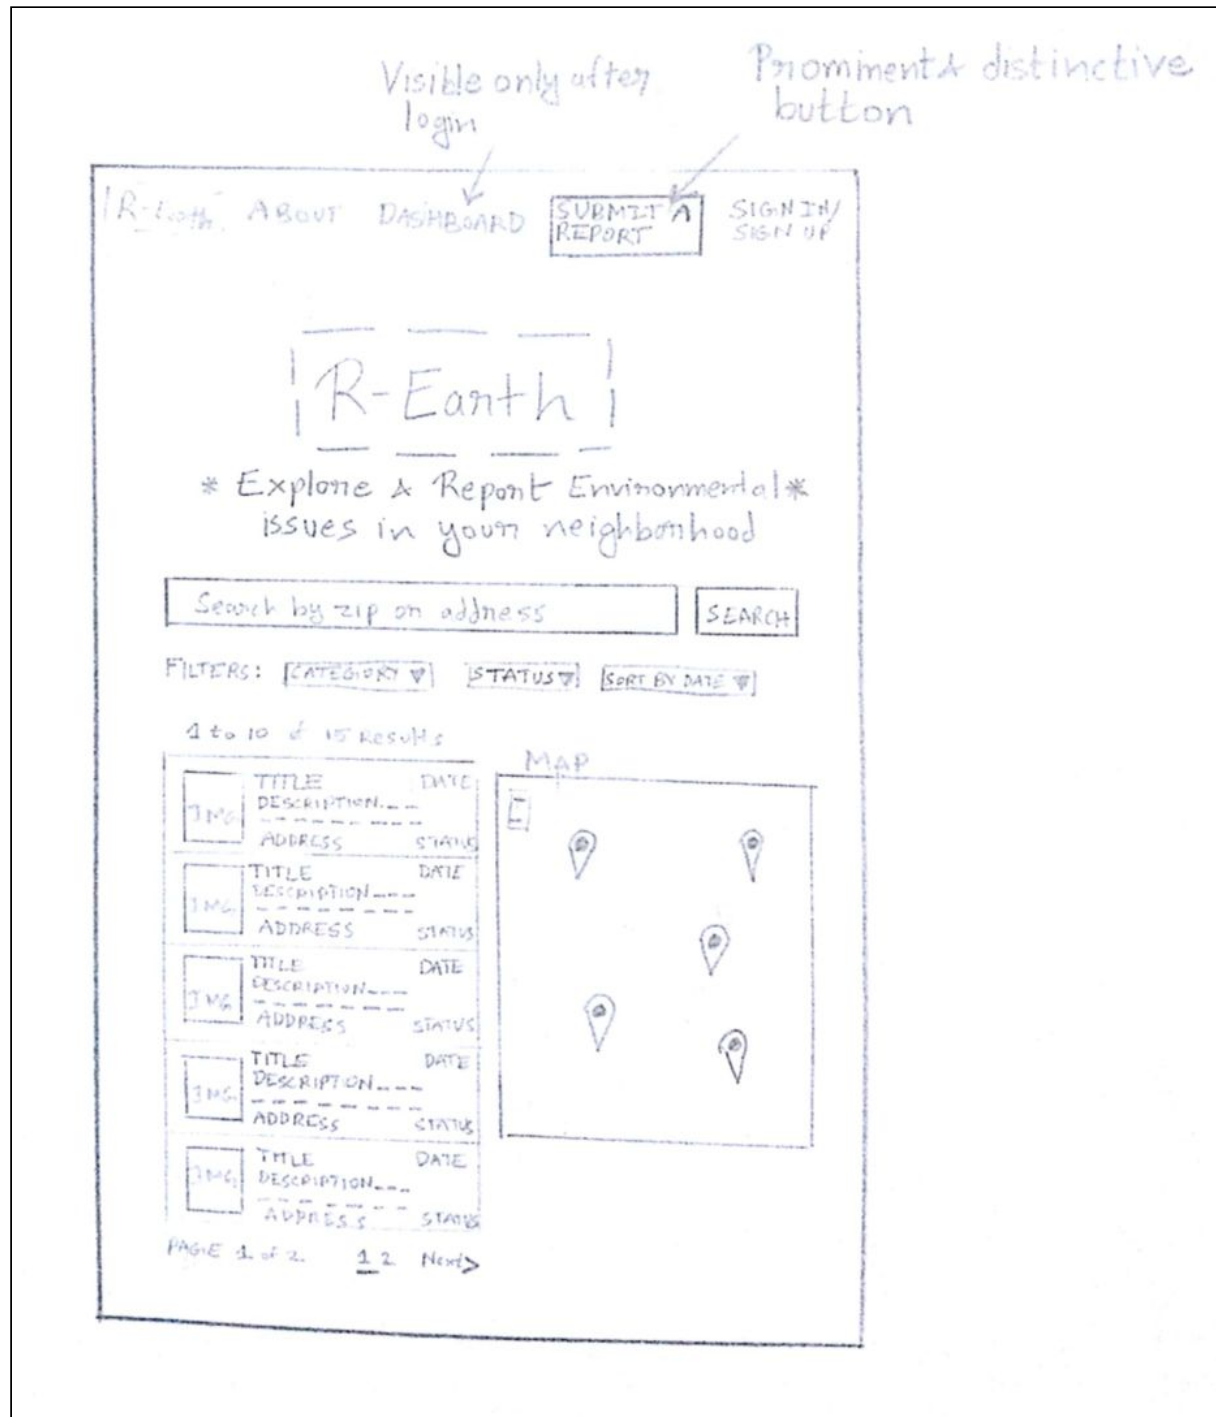 Visible only after
login
Prominent & distinctive
button
R-Earth
ABOUT
DASHBOARD
SUBMIT A
REPORT
SIGN IN/
SIGN UP
R-Earth
* Explore & Report Environmental *
issues in your neighborhood
Search by zip or address
SEARCH
FILTERS:
CATEGORY
STATUS
SORT BY DATE
1 to 10 of 15 Results
MAP
IMG
TITLE DATE
DESCRIPTION
ADDRESS STATUS
IMG
TITLE DATE
DESCRIPTION
ADDRESS STATUS
IMG
TITLE DATE
DESCRIPTION
ADDRESS STATUS
IMG
TITLE DATE
DESCRIPTION
ADDRESS STATUS
IMG
TITLE DATE
DESCRIPTION
ADDRESS STATUS
PAGE 1 of 2 1 2 Next>